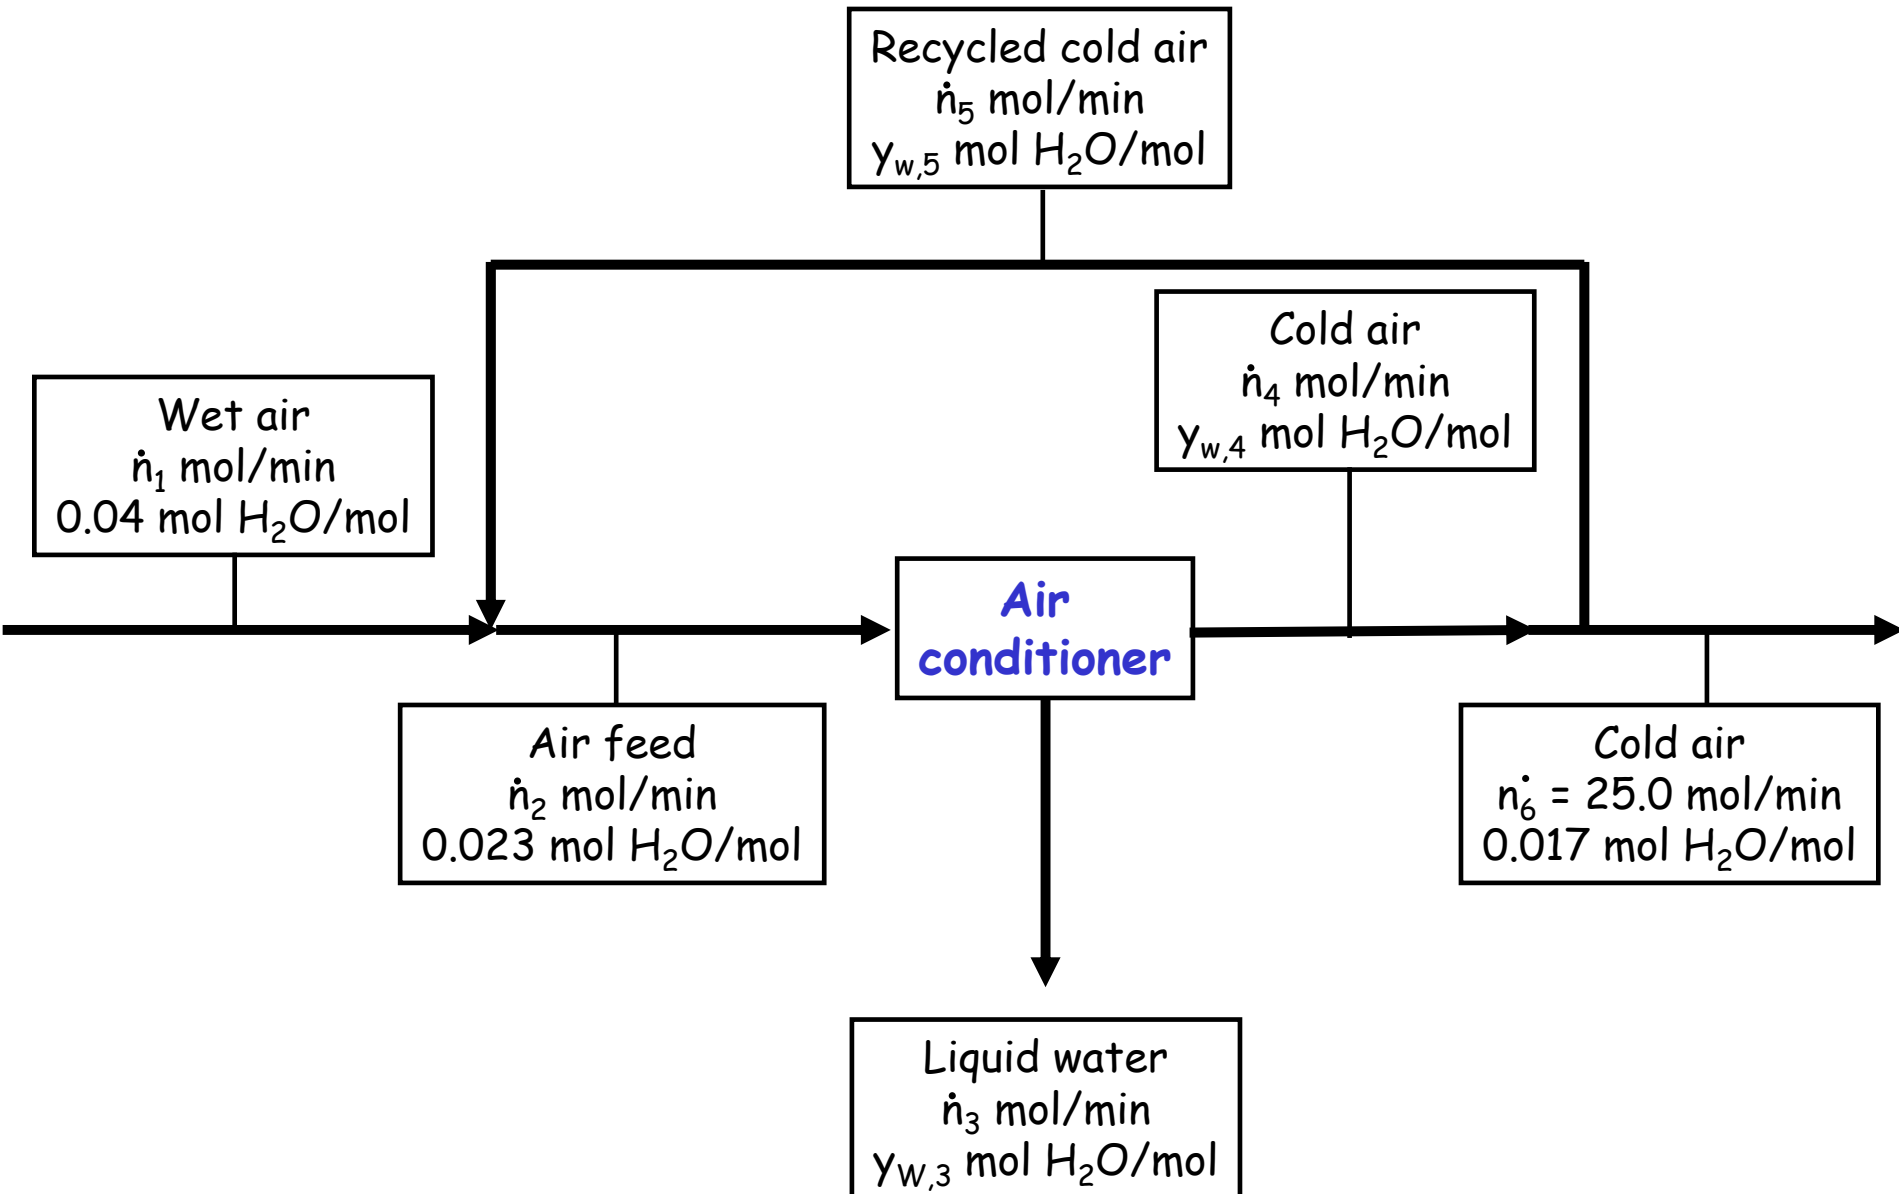 Recycled cold air
ṅ₅ mol/min
y_w,5 mol H₂O/mol
Cold air
ṅ₄ mol/min
y_w,4 mol H₂O/mol
Wet air
ṅ₁ mol/min
0.04 mol H₂O/mol
Air
conditioner
Air feed
ṅ₂ mol/min
0.023 mol H₂O/mol
Cold air
ṅ₆ = 25.0 mol/min
0.017 mol H₂O/mol
Liquid water
ṅ₃ mol/min
y_W,3 mol H₂O/mol